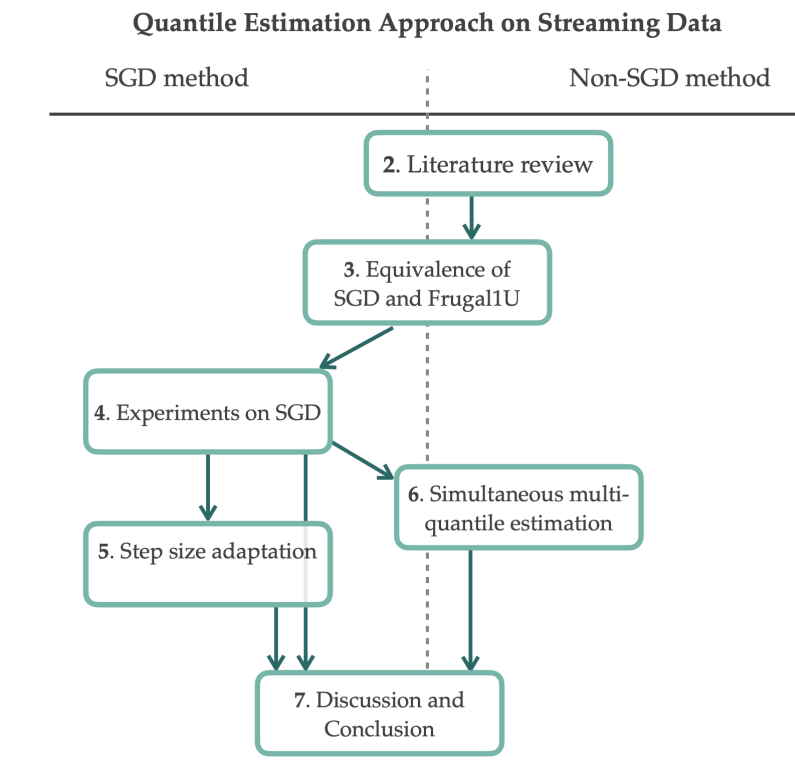 Quantile Estimation Approach on Streaming Data
SGD method
Non-SGD method
2. Literature review
3. Equivalence of
SGD and Frugal1U
4. Experiments on SGD
6. Simultaneous multi-
quantile estimation
5. Step size adaptation
7. Discussion and
Conclusion